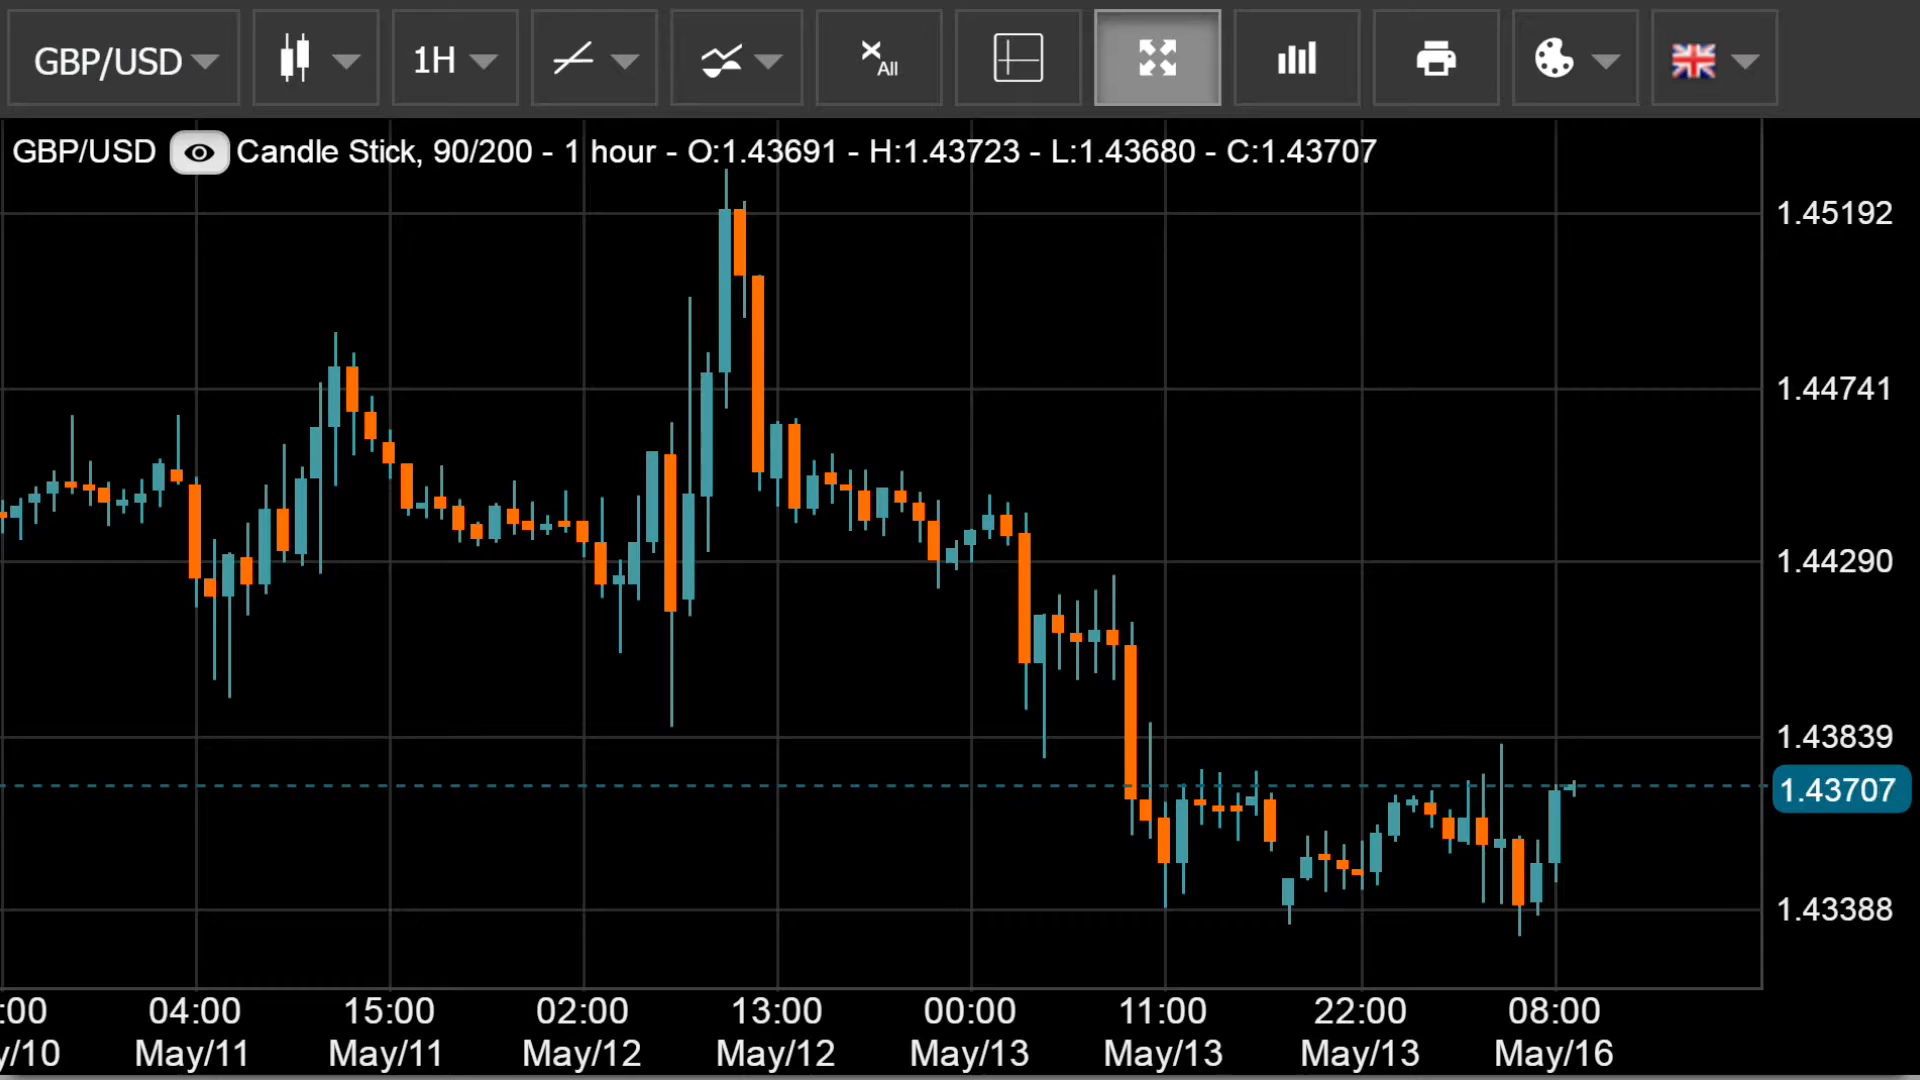 GBP/USD 1H x All
GBP/USD Candle Stick, 90/200 - 1 hour - O:1.43691 - H:1.43723 - L:1.43680 - C:1.43707
1.45192
1.44741
1.44290
1.43839
1.43707
1.43388
:00 04:00 15:00 02:00 13:00 00:00 11:00 22:00 08:00
y/10 May/11 May/11 May/12 May/12 May/13 May/13 May/13 May/16